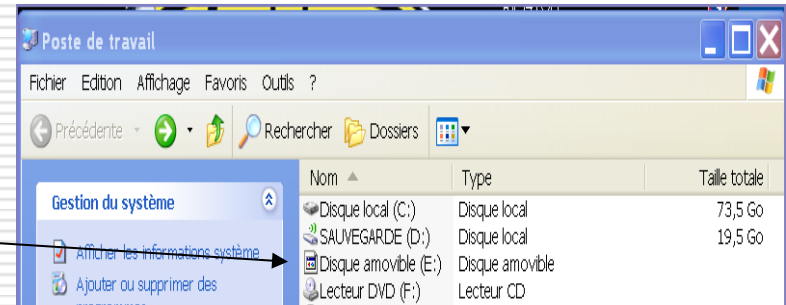 Poste de travail
Fichier Edition Affichage Favoris Outils ?
Précédente Rechercher Dossiers
Nom Type Taille totale
Gestion du système
Disque local (C:) Disque local 73,5 Go
SAUVEGARDE (D:) Disque local 19,5 Go
Afficher les informations système
Disque amovible (E:) Disque amovible
Ajouter ou supprimer des
Lecteur DVD (F:) Lecteur CD